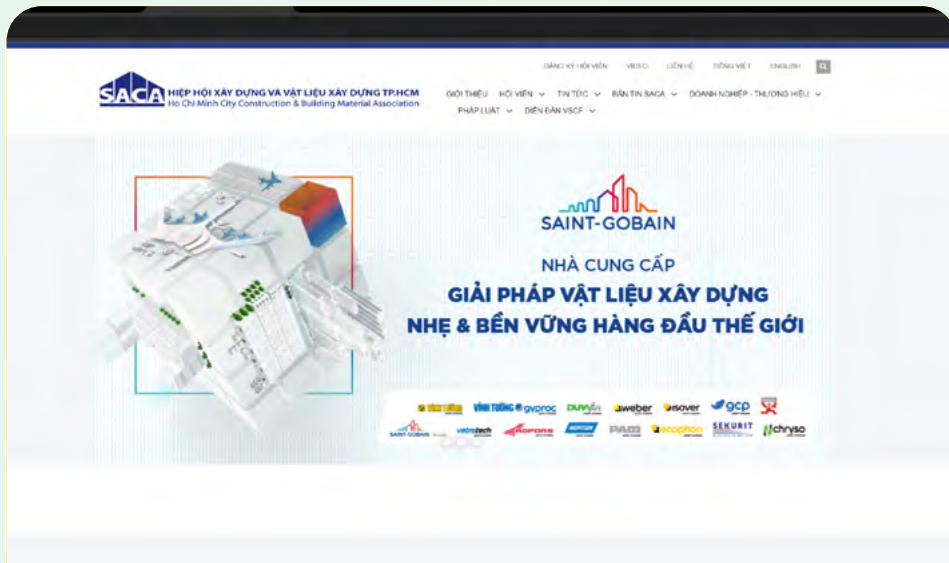 ĐĂNG KÝ HỘI VIÊN VIDEO LIÊN HỆ TIẾNG VIỆT ENGLISH
SACA
HIỆP HỘI XÂY DỰNG VÀ VẬT LIỆU XÂY DỰNG TP.HCM
Ho Chi Minh City Construction & Building Material Association
GIỚI THIỆU HỘI VIÊN TIN TỨC BẢN TIN SACA DOANH NGHIỆP - THƯƠNG HIỆU
PHÁP LUẬT DIỄN ĐÀN VSCF
SAINT-GOBAIN
NHÀ CUNG CẤP
GIẢI PHÁP VẬT LIỆU XÂY DỰNG
NHẸ & BỀN VỮNG HÀNG ĐẦU THẾ GIỚI
VĨNH TƯỜNG VĨNH TƯỜNG gyproc weber isover gcp
SAINT-GOBAIN vetrotech ADFORS NORTON PAM ecophon SEKURIT chryso